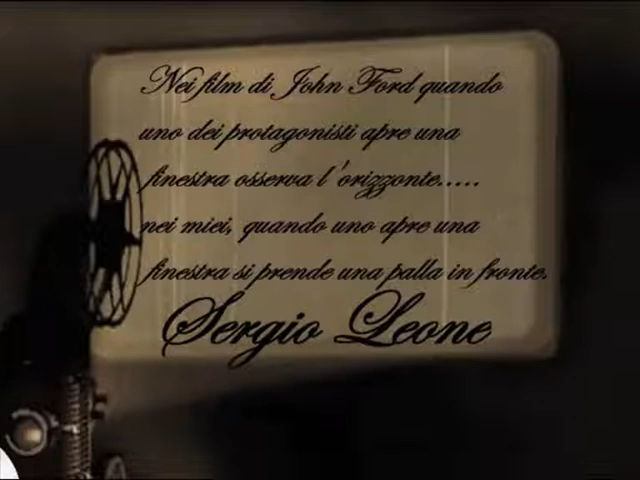 Nei film di John Ford quando
uno dei protagonisti apre una
finestra osserva l'orizzonte.....
nei miei, quando uno apre una
finestra si prende una palla in fronte.
Sergio Leone